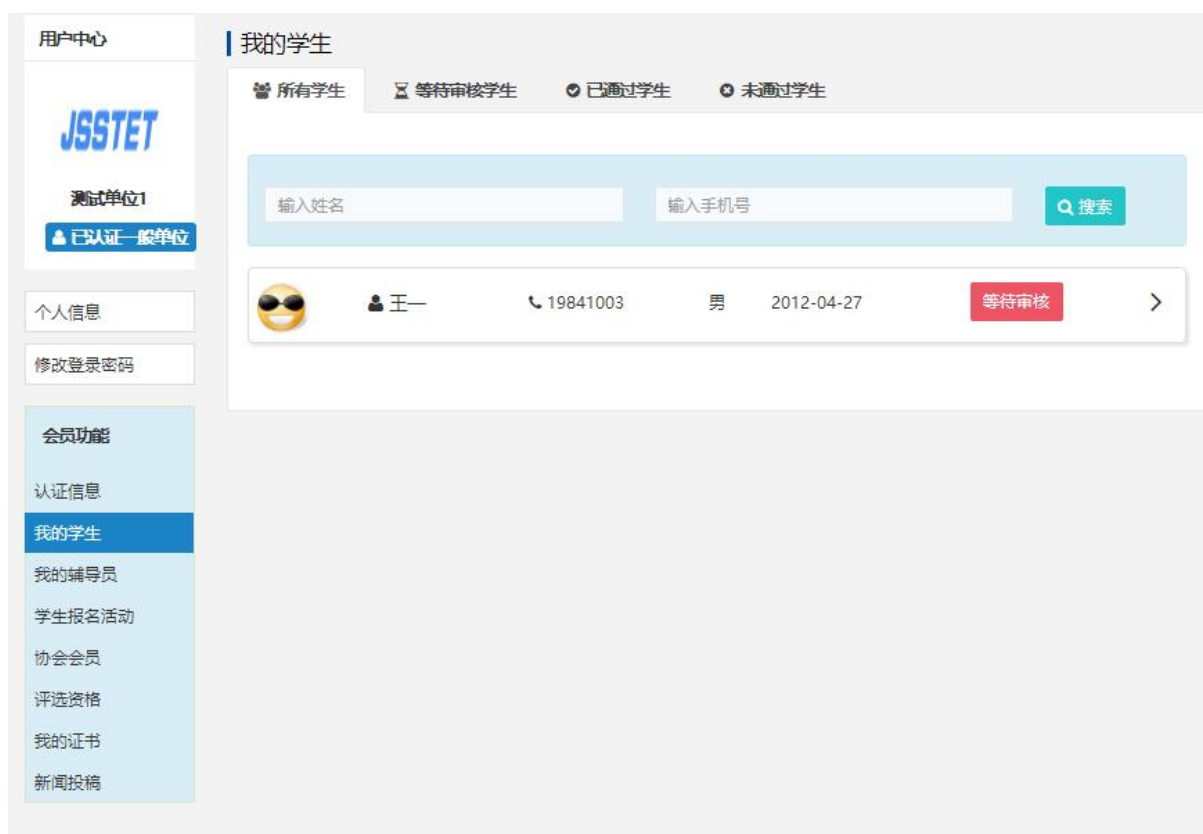 用户中心
JSSTET
测试单位1
已认证一般单位
个人信息
修改登录密码
会员功能
认证信息
我的学生
我的辅导员
学生报名活动
协会会员
评选资格
我的证书
新闻投稿
我的学生
所有学生 等待审核学生 已通过学生 未通过学生
输入姓名 输入手机号 搜索
王一 19841003 男 2012-04-27 等待审核